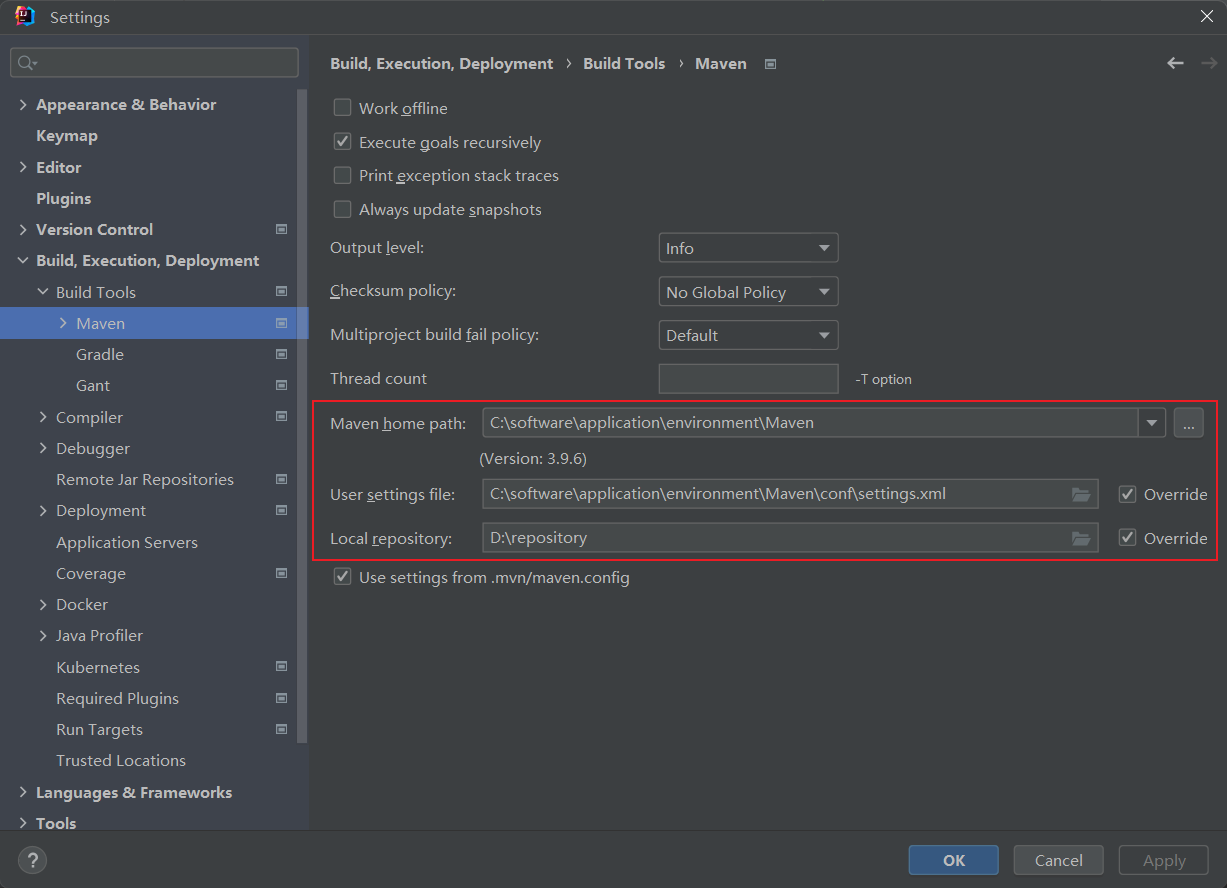 Settings
Build, Execution, Deployment › Build Tools › Maven
Appearance & Behavior
Keymap
Editor
Plugins
Version Control
Build, Execution, Deployment
Build Tools
Maven
Gradle
Gant
Compiler
Debugger
Remote Jar Repositories
Deployment
Application Servers
Coverage
Docker
Java Profiler
Kubernetes
Required Plugins
Run Targets
Trusted Locations
Languages & Frameworks
Tools
Work offline
Execute goals recursively
Print exception stack traces
Always update snapshots
Output level: Info
Checksum policy: No Global Policy
Multiproject build fail policy: Default
Thread count -T option
Maven home path: C:\software\application\environment\Maven ...
(Version: 3.9.6)
User settings file: C:\software\application\environment\Maven\conf\settings.xml Override
Local repository: D:\repository Override
Use settings from .mvn/maven.config
? OK Cancel Apply